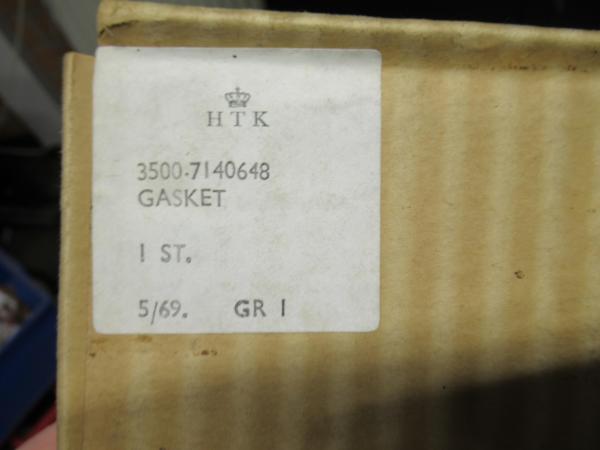 HTK
3500-7140648
GASKET
1 ST.
5/69. GR 1